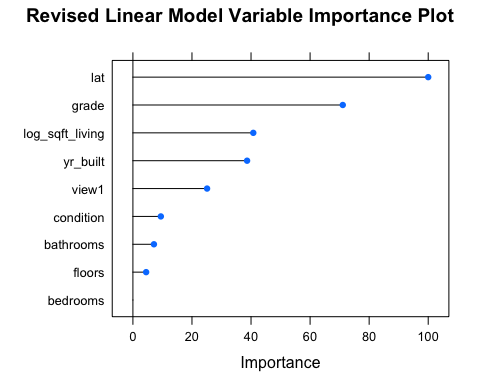 Revised Linear Model Variable Importance Plot
lat
grade
log_sqft_living
yr_built
view1
condition
bathrooms
floors
bedrooms
0 20 40 60 80 100
Importance